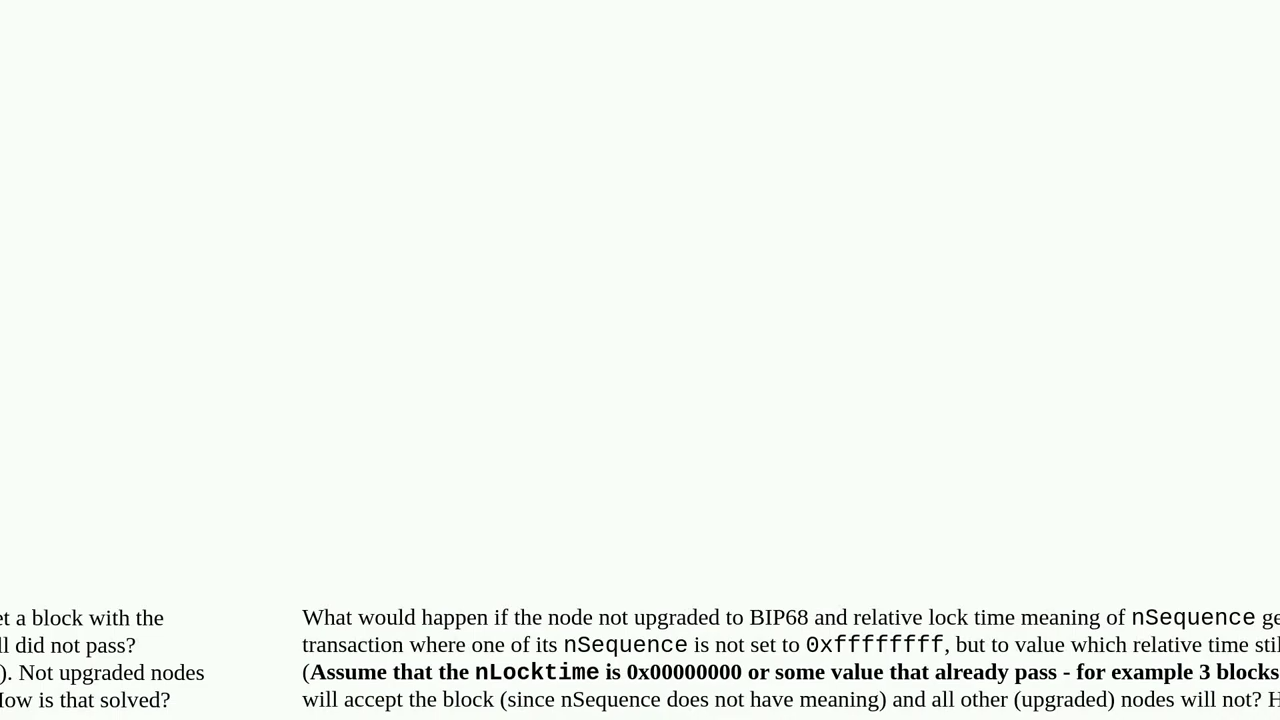 et a block with the
ll did not pass?
). Not upgraded nodes
is that solved?
What would happen if the node not upgraded to BIP68 and relative lock time meaning of nSequence ge
transaction where one of its nSequence is not set to 0xffffffff, but to value which relative time stil
(Assume that the nLocktime is 0x00000000 or some value that already pass - for example 3 blocks
will accept the block (since nSequence does not have meaning) and all other (upgraded) nodes will not? H